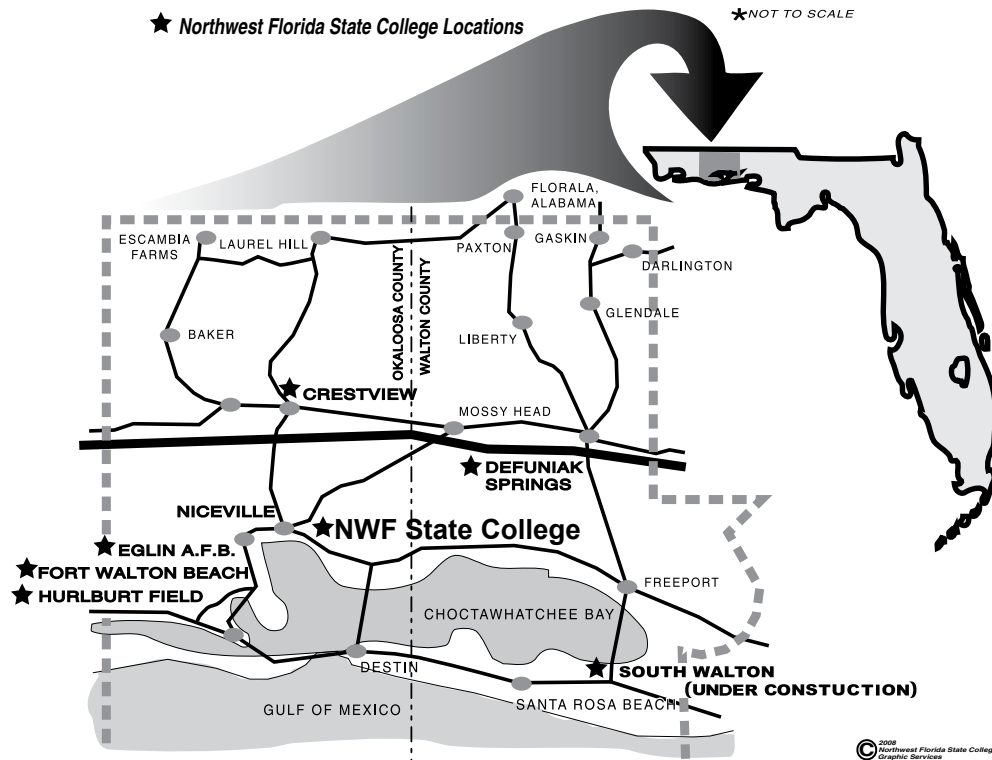 ★ Northwest Florida State College Locations
*NOT TO SCALE
FLORALA,
ALABAMA
ESCAMBIA
FARMS
LAUREL HILL
PAXTON
GASKIN
DARLINGTON
OKALOOSA COUNTY
WALTON COUNTY
GLENDALE
BAKER
LIBERTY
★ CRESTVIEW
MOSSY HEAD
★ DEFUNIAK
SPRINGS
NICEVILLE
★ NWF State College
★ EGLIN A.F.B.
★ FORT WALTON BEACH
★ HURLBURT FIELD
FREEPORT
CHOCTAWHATCHEE BAY
DESTIN
★ SOUTH WALTON
(UNDER CONSTUCTION)
SANTA ROSA BEACH
GULF OF MEXICO
© 2008
Northwest Florida State College
Graphic Services